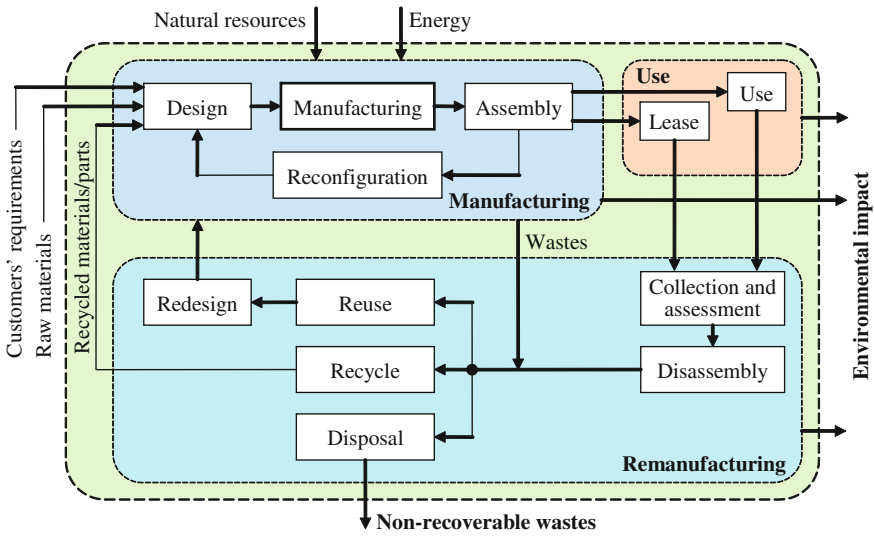 Natural resources
Energy
Use
Design
Manufacturing
Assembly
Use
Lease
Reconfiguration
Manufacturing
Customers’ requirements
Raw materials
Recycled materials/parts
Environmental impact
Wastes
Redesign
Reuse
Collection and
assessment
Recycle
Disassembly
Disposal
Remanufacturing
Non-recoverable wastes